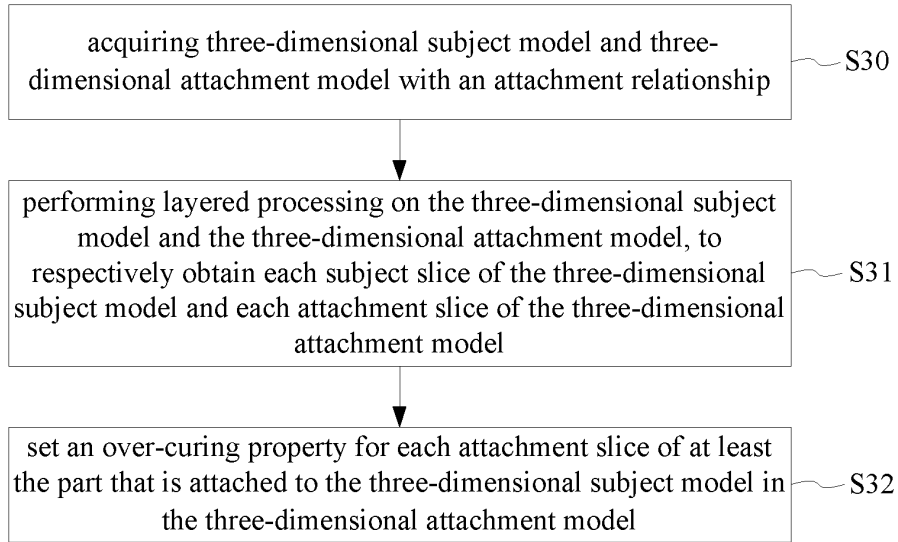 acquiring three-dimensional subject model and three-
dimensional attachment model with an attachment relationship
S30
performing layered processing on the three-dimensional subject
model and the three-dimensional attachment model, to
respectively obtain each subject slice of the three-dimensional
subject model and each attachment slice of the three-dimensional
attachment model
S31
set an over-curing property for each attachment slice of at least
the part that is attached to the three-dimensional subject model in
the three-dimensional attachment model
S32